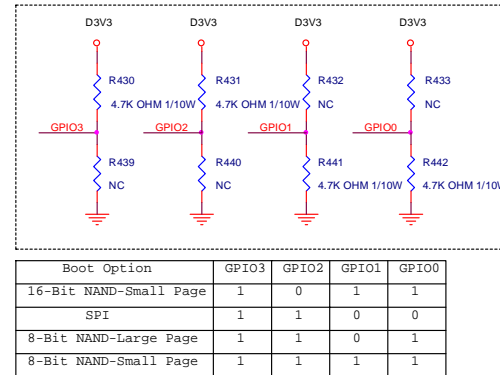 D3V3 D3V3 D3V3 D3V3
R430 R431 R432 R433
4.7K OHM 1/10W 4.7K OHM 1/10W NC NC
GPIO3 GPIO2 GPIO1 GPIO0
R439 R440 R441 R442
NC NC 4.7K OHM 1/10W 4.7K OHM 1/10W
Boot Option GPIO3 GPIO2 GPIO1 GPIO0
16-Bit NAND-Small Page 1 0 1 1
SPI 1 1 0 0
8-Bit NAND-Large Page 1 1 0 1
8-Bit NAND-Small Page 1 1 1 1